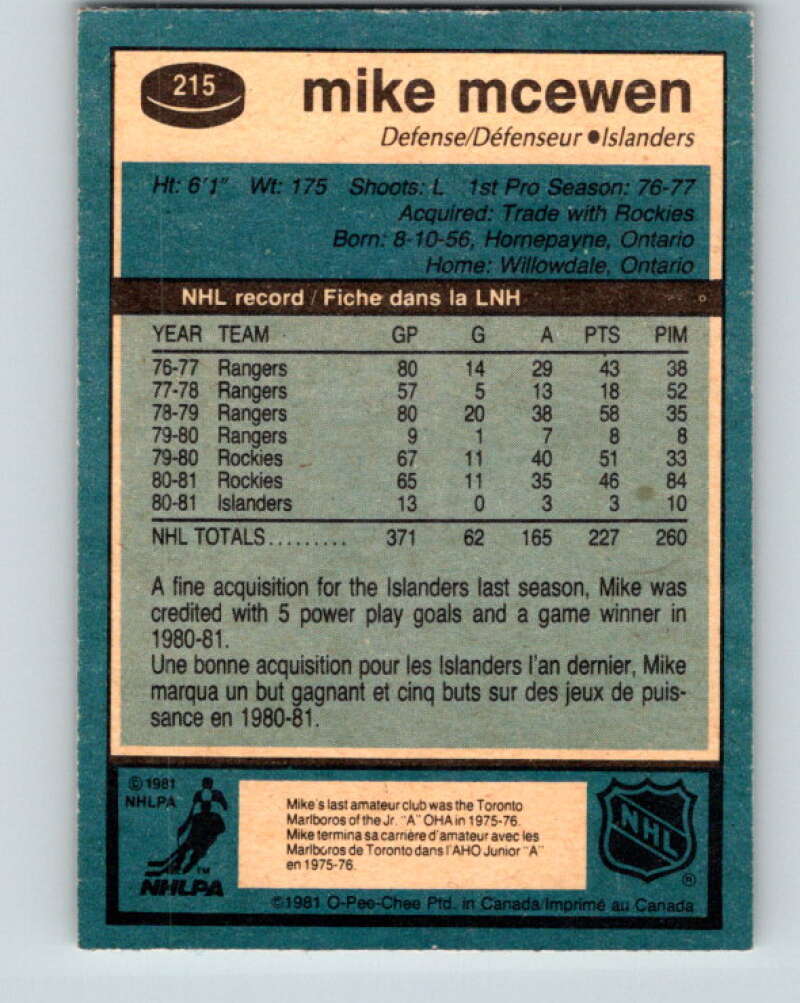 215
mike mcewen
Defense/Défenseur ●Islanders
Ht: 6'1" Wt: 175 Shoots: L 1st Pro Season: 76-77
Acquired: Trade with Rockies
Born: 8-10-56, Hornepayne, Ontario
Home: Willowdale, Ontario
NHL record / Fiche dans la LNH
YEAR TEAM GP G A PTS PIM
76-77 Rangers 80 14 29 43 38
77-78 Rangers 57 5 13 18 52
78-79 Rangers 80 20 38 58 35
79-80 Rangers 9 1 7 8 8
79-80 Rockies 67 11 40 51 33
80-81 Rockies 65 11 35 46 84
80-81 Islanders 13 0 3 3 10
NHL TOTALS......... 371 62 165 227 260
A fine acquisition for the Islanders last season, Mike was
credited with 5 power play goals and a game winner in
1980-81.
Une bonne acquisition pour les Islanders l'an dernier, Mike
marqua un but gagnant et cinq buts sur des jeux de puis-
sance en 1980-81.
©1981
NHLPA
NHLPA
TM
Mike's last amateur club was the Toronto
Marlboros of the Jr. "A" OHA in 1975-76.
Mike termina sa carrière d'amateur avec les
Marlboros de Toronto dans l'AHO Junior "A"
en 1975-76.
NHL
®
©1981 O-Pee-Chee Ptd. in Canada/Imprimé au Canada